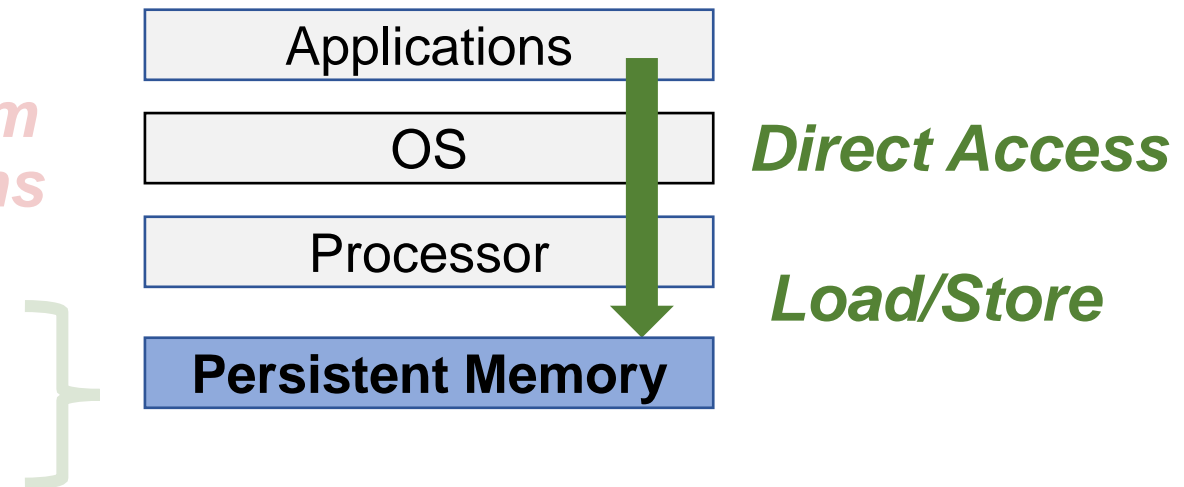 Applications
OS
Direct Access
Processor
Load/Store
Persistent Memory